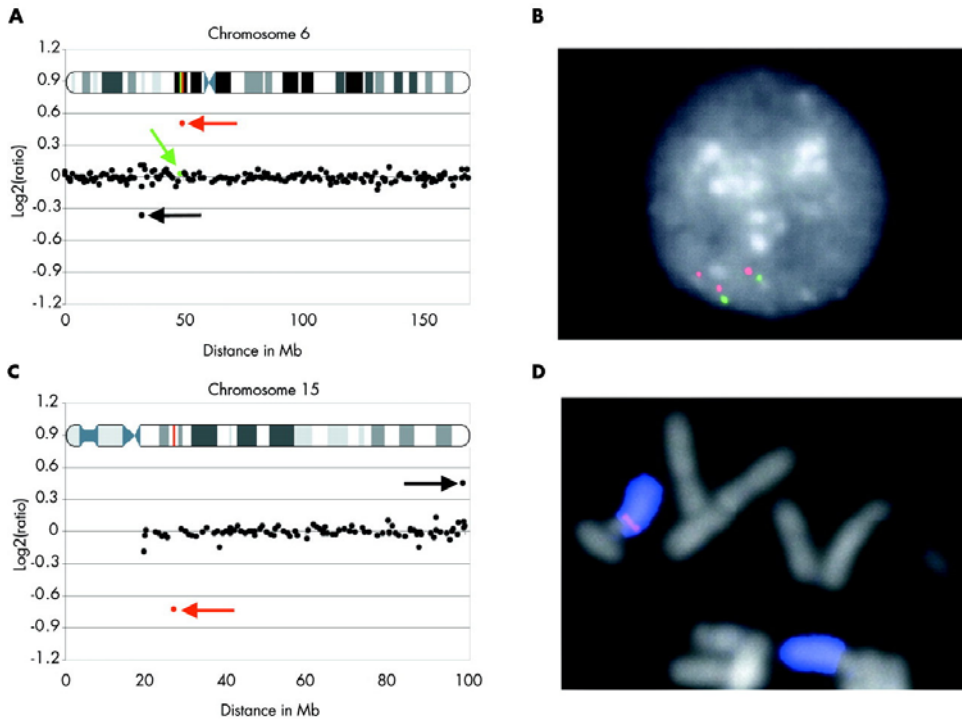 A
Chromosome 6
1.2
0.9
0.6
0.3
0
-0.3
-0.6
-0.9
-1.2
Log2(ratio)
0 50 100 150
Distance in Mb
B
C
Chromosome 15
1.2
0.9
0.6
0.3
0
-0.3
-0.6
-0.9
-1.2
Log2(ratio)
0 20 40 60 80 100
Distance in Mb
D